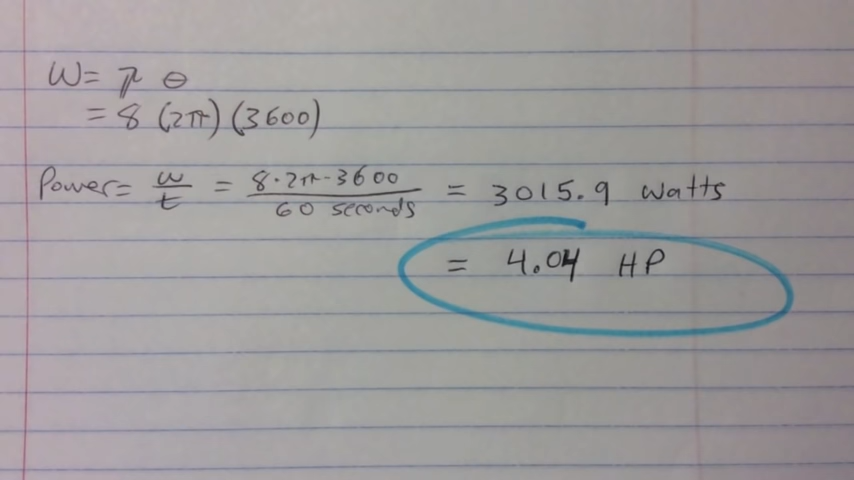 W = τ θ
= 8 (2π) (3600)
Power = W/t = 8·2π·3600 / 60 seconds = 3015.9 watts
= 4.04 HP